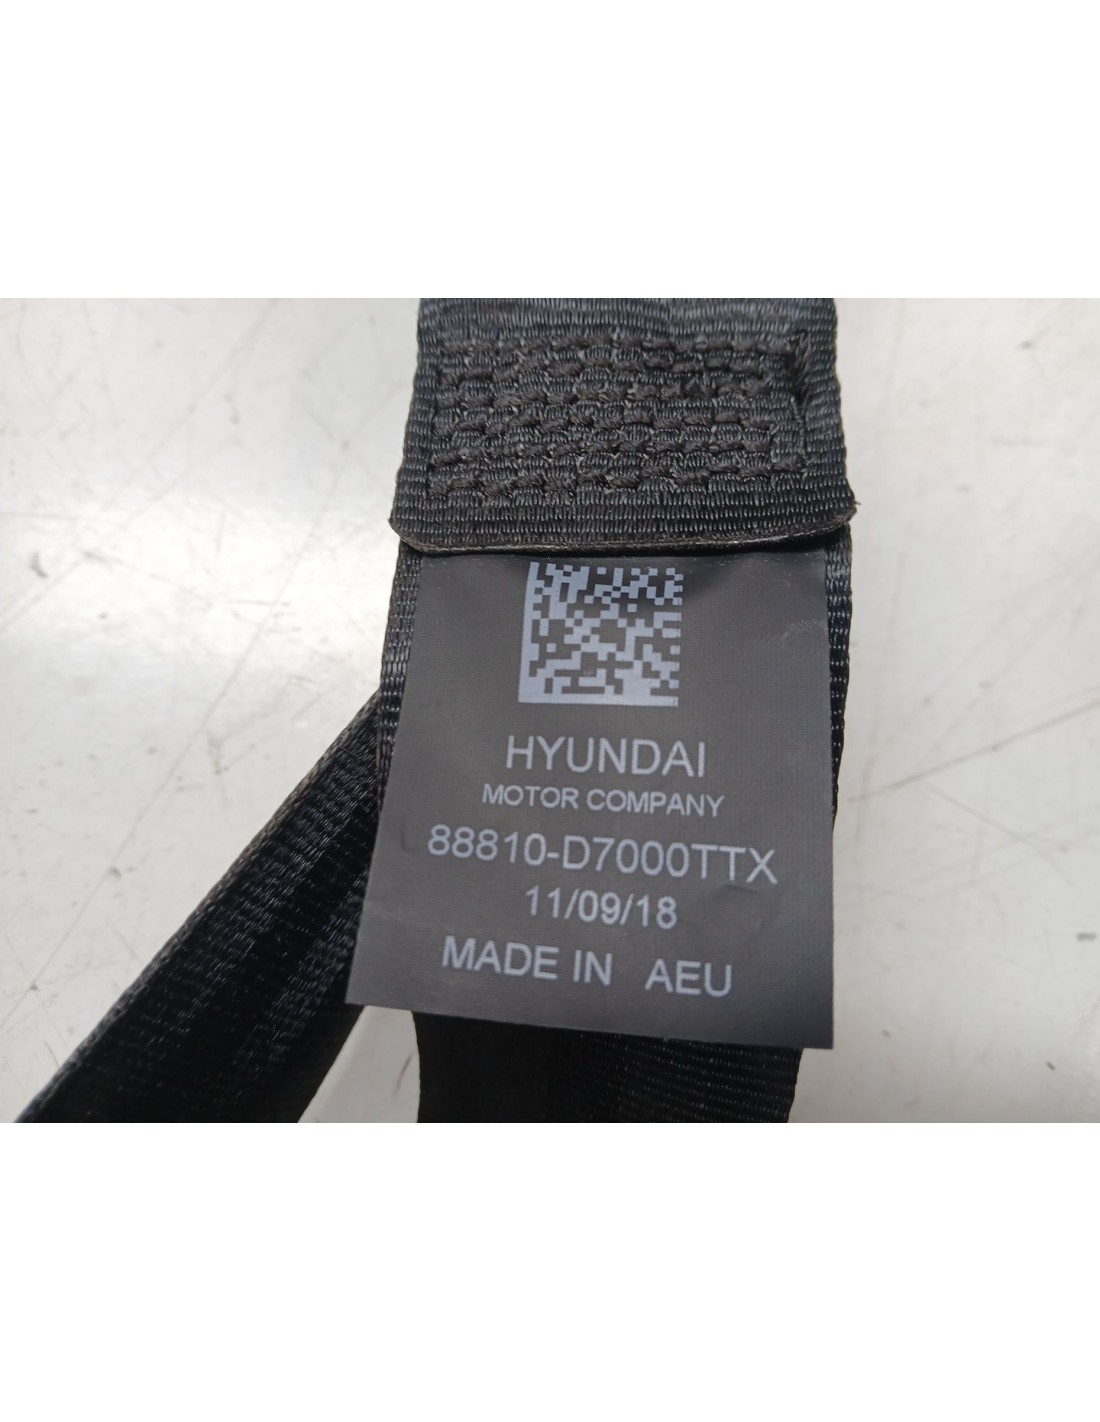 HYUNDAI
MOTOR COMPANY
88810-D7000TTX
11/09/18
MADE IN AEU